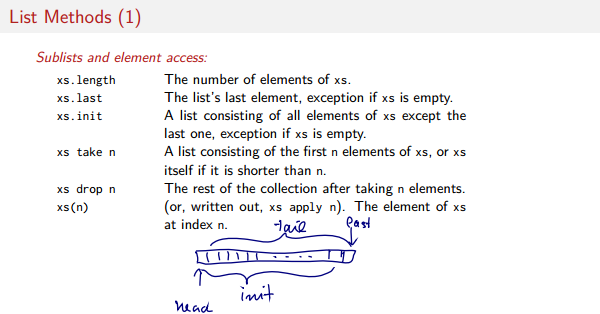 List Methods (1)
Sublists and element access:
xs.length The number of elements of xs.
xs.last The list's last element, exception if xs is empty.
xs.init A list consisting of all elements of xs except the
last one, exception if xs is empty.
xs take n A list consisting of the first n elements of xs, or xs
itself if it is shorter than n.
xs drop n The rest of the collection after taking n elements.
xs(n) (or, written out, xs apply n). The element of xs
at index n.
tail last
init
head